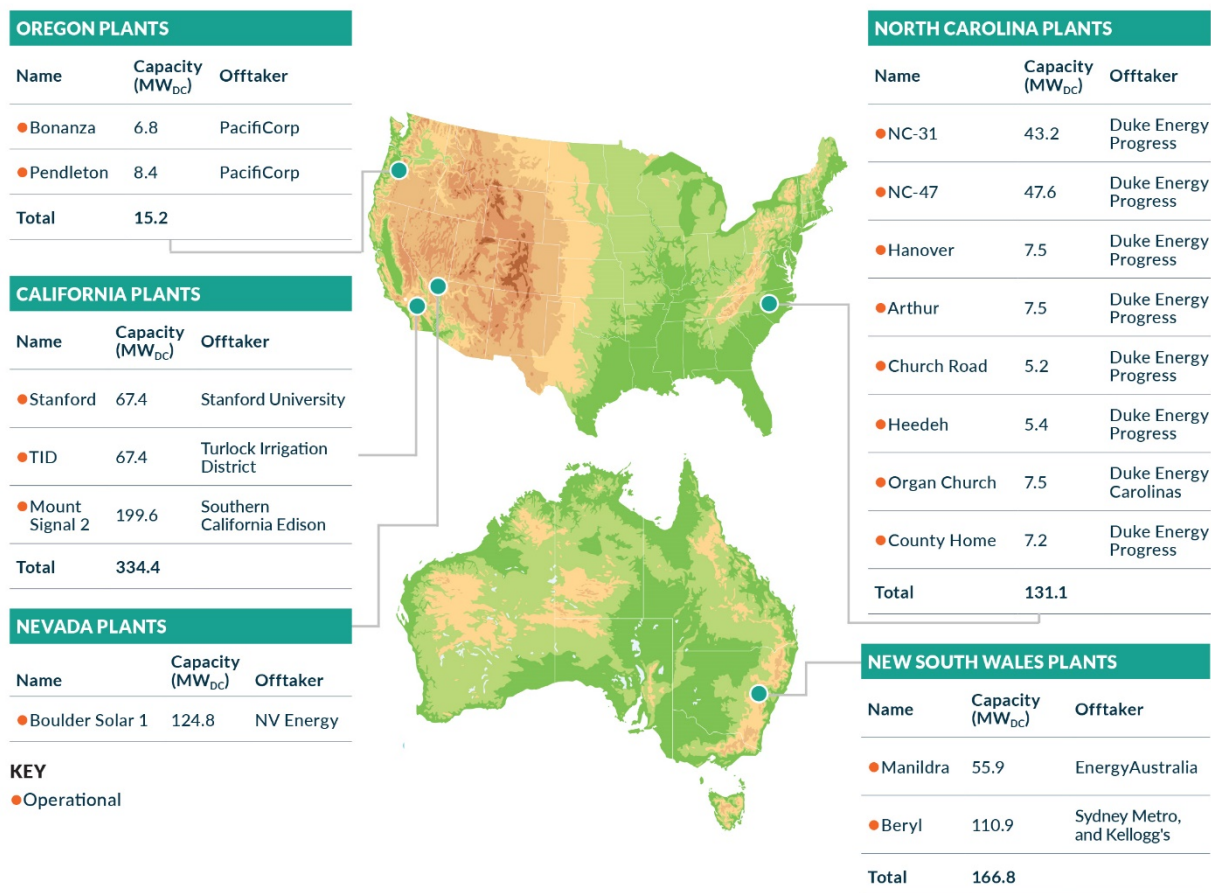 OREGON PLANTS
Name Capacity (MWDC) Offtaker
Bonanza 6.8 PacifiCorp
Pendleton 8.4 PacifiCorp
Total 15.2
CALIFORNIA PLANTS
Name Capacity (MWDC) Offtaker
Stanford 67.4 Stanford University
TID 67.4 Turlock Irrigation District
Mount Signal 2 199.6 Southern California Edison
Total 334.4
NEVADA PLANTS
Name Capacity (MWDC) Offtaker
Boulder Solar 1 124.8 NV Energy
KEY
Operational
NORTH CAROLINA PLANTS
Name Capacity (MWDC) Offtaker
NC-31 43.2 Duke Energy Progress
NC-47 47.6 Duke Energy Progress
Hanover 7.5 Duke Energy Progress
Arthur 7.5 Duke Energy Progress
Church Road 5.2 Duke Energy Progress
Heedeh 5.4 Duke Energy Progress
Organ Church 7.5 Duke Energy Carolinas
County Home 7.2 Duke Energy Progress
Total 131.1
NEW SOUTH WALES PLANTS
Name Capacity (MWDC) Offtaker
Manildra 55.9 EnergyAustralia
Beryl 110.9 Sydney Metro, and Kellogg's
Total 166.8